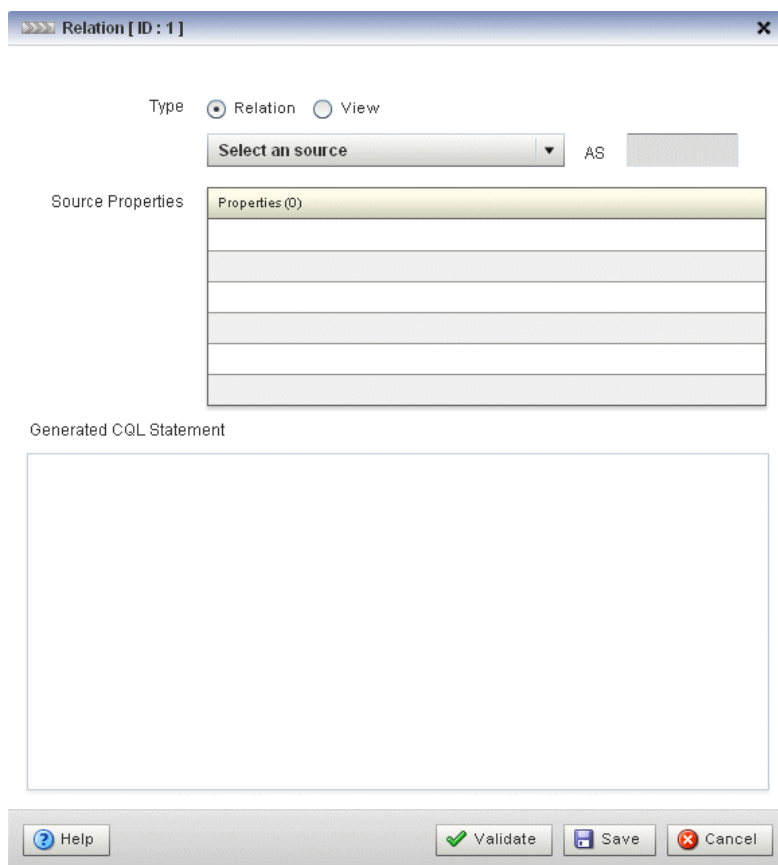 Relation [ ID : 1 ]
Type Relation View
Select an source AS
Source Properties Properties (0)
Generated CQL Statement
Help Validate Save Cancel